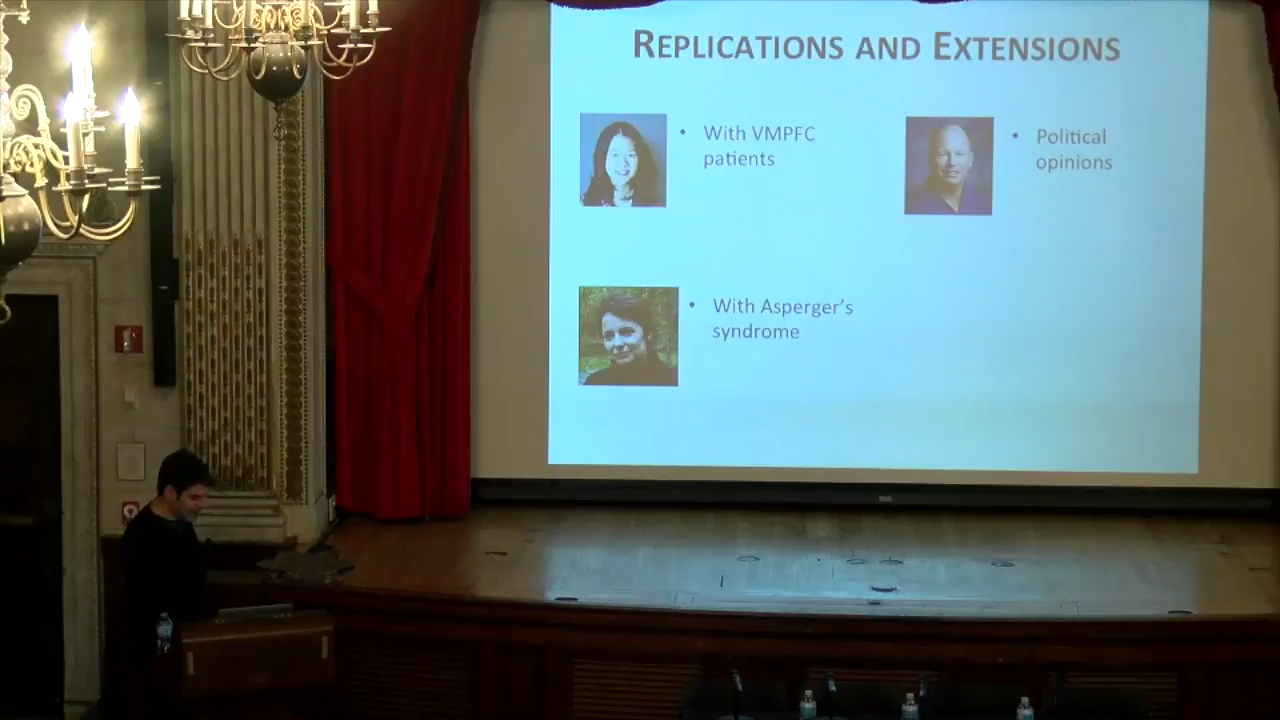 REPLICATIONS AND EXTENSIONS
• With VMPFC
patients
• Political
opinions
• With Asperger's
syndrome